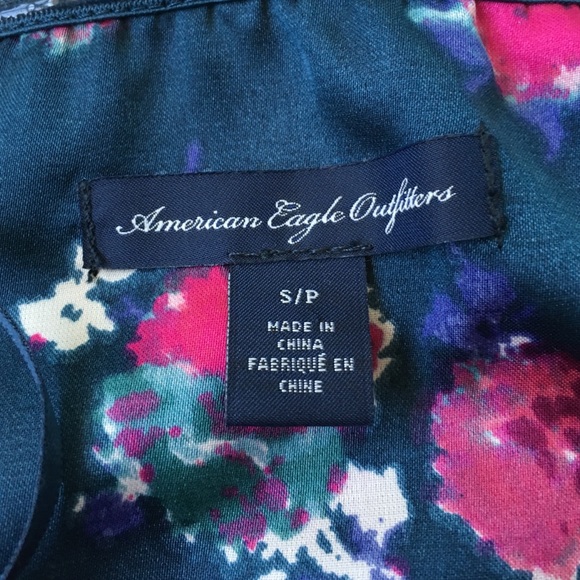 American Eagle Outfitters
S/P
MADE IN
CHINA
FABRIQUÉ EN
CHINE